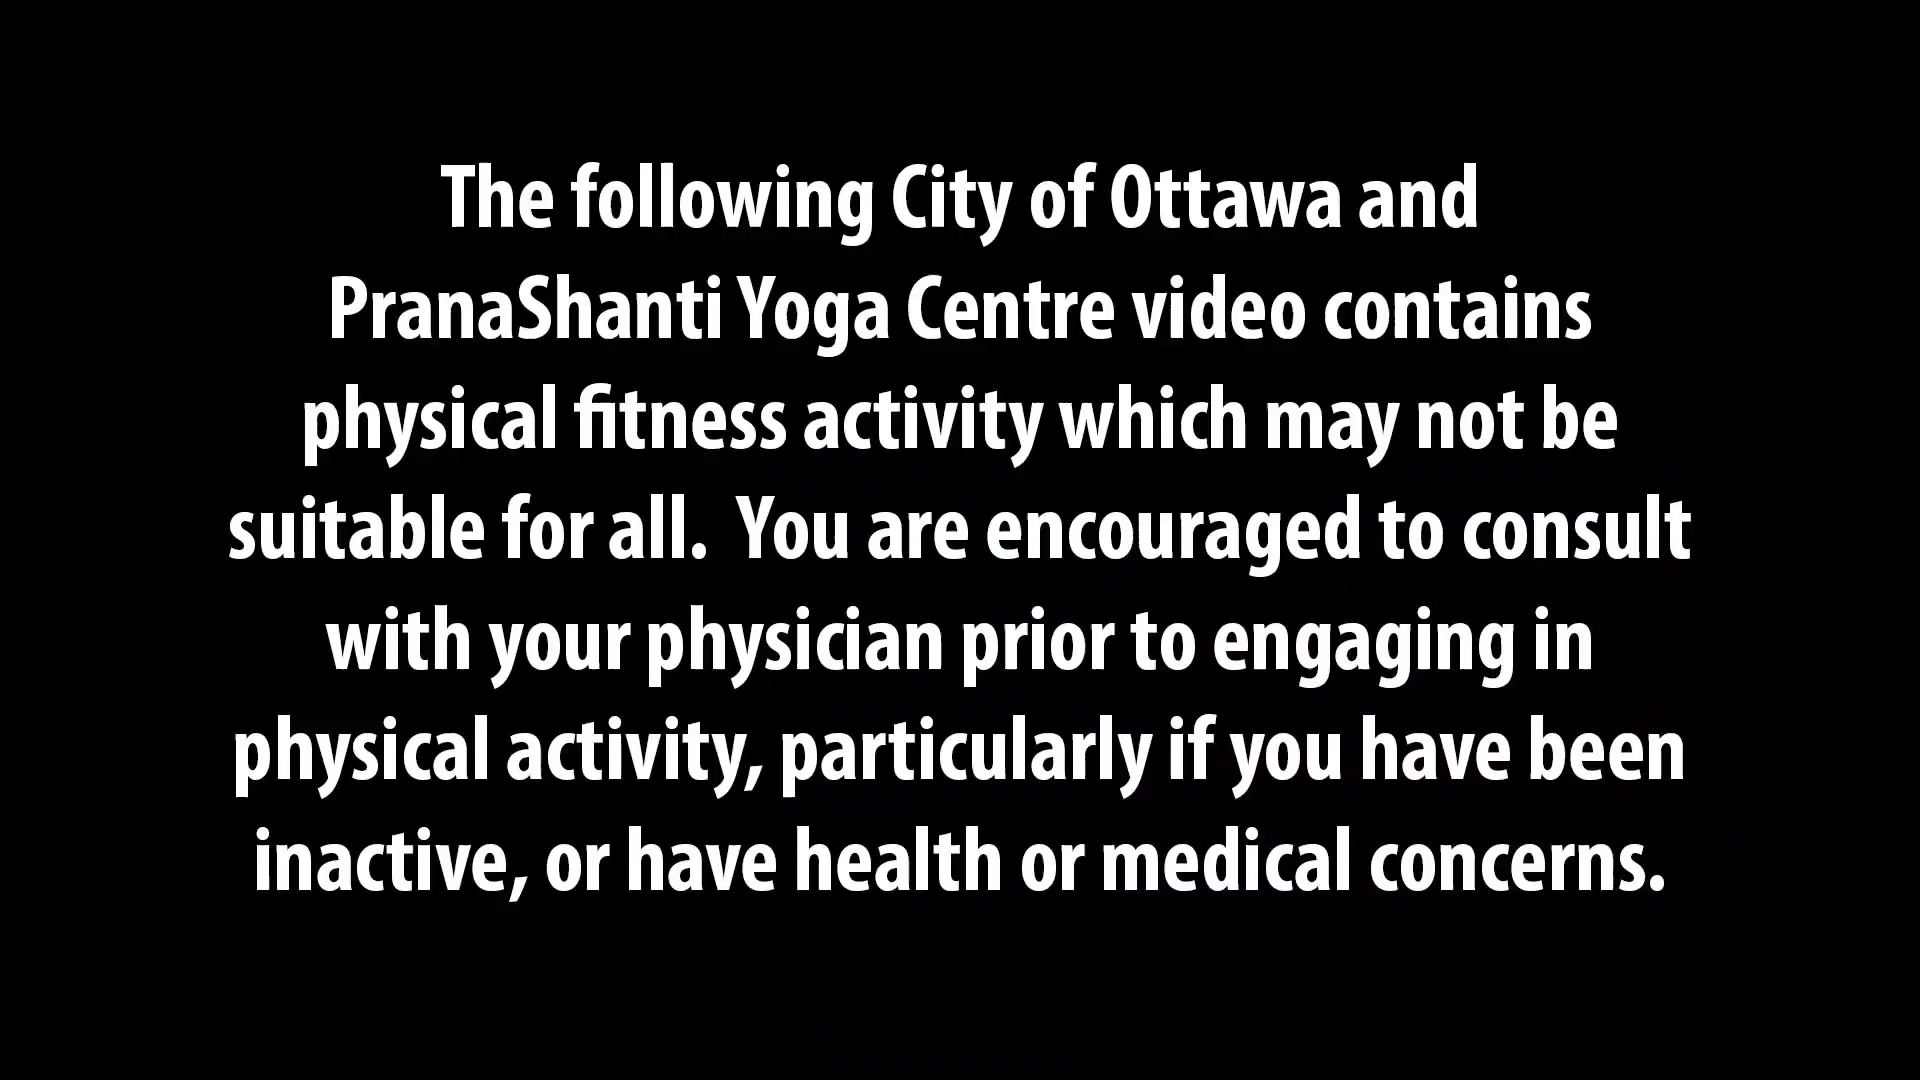 The following City of Ottawa and
PranaShanti Yoga Centre video contains
physical fitness activity which may not be
suitable for all.  You are encouraged to consult
with your physician prior to engaging in
physical activity, particularly if you have been
inactive, or have health or medical concerns.